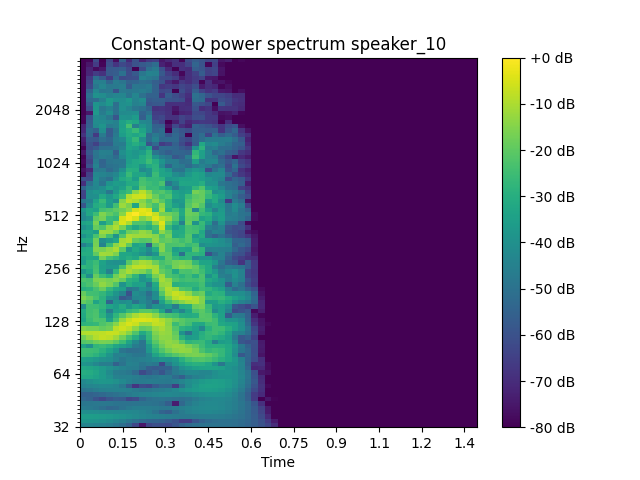 Constant-Q power spectrum speaker_10
Hz
2048
1024
512
256
128
64
32
0 0.15 0.3 0.45 0.6 0.75 0.9 1.1 1.2 1.4
Time
+0 dB
-10 dB
-20 dB
-30 dB
-40 dB
-50 dB
-60 dB
-70 dB
-80 dB